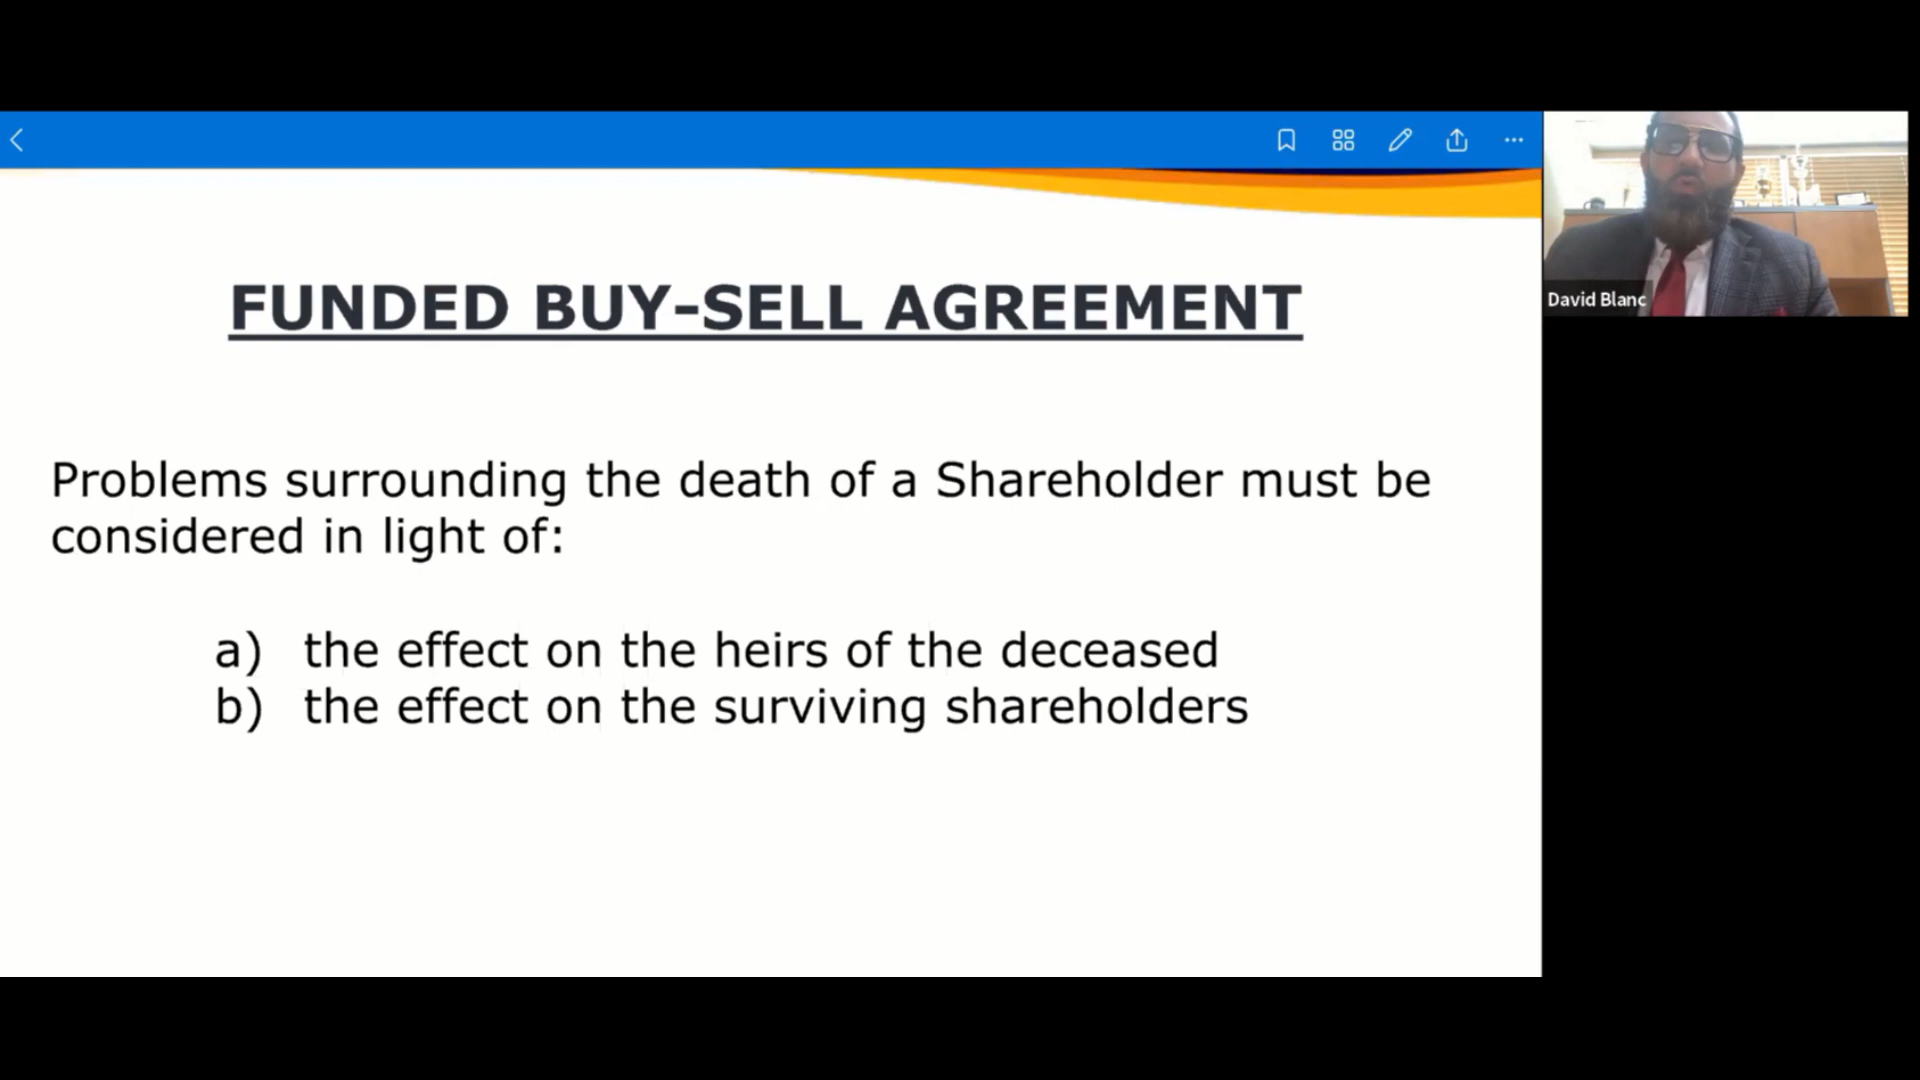 FUNDED BUY-SELL AGREEMENT
Problems surrounding the death of a Shareholder must be
considered in light of:
a) the effect on the heirs of the deceased
b) the effect on the surviving shareholders
David Blanc